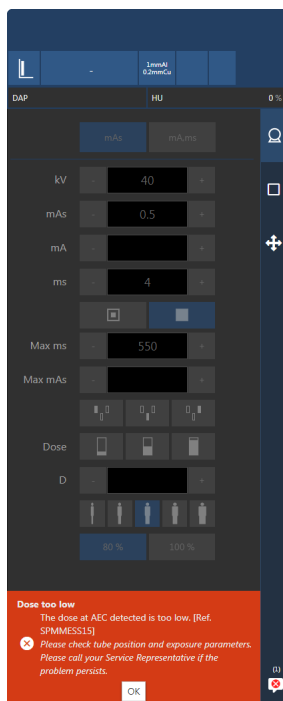 -
1mmAl
0.2mmCu
DAP HU 0 %
mAs mA.ms
kV - 40 +
mAs - 0.5 +
mA - +
ms - 4 +
Max ms - 550 +
Max mAs - +
Dose
D - +
80 % 100 %
Dose too low
The dose at AEC detected is too low. [Ref.
SPMMESS15]
Please check tube position and exposure parameters.
Please call your Service Representative if the
problem persists.
(1)
OK